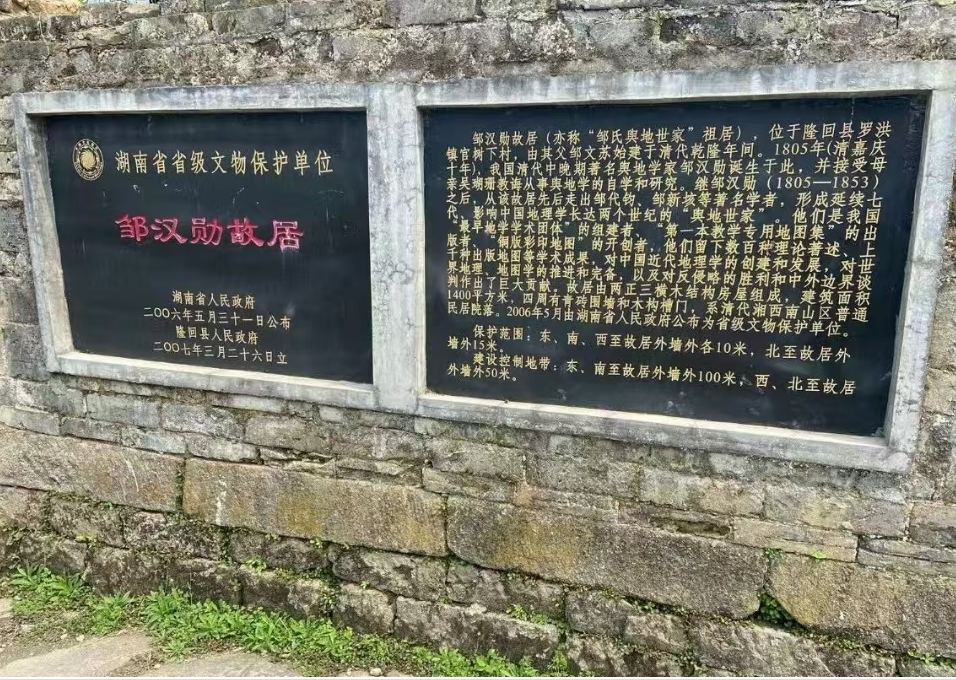 湖南省省级文物保护单位
邹汉勋故居
湖南省人民政府
二〇〇六年五月三十一日公布
隆回县人民政府
二〇〇七年三月二十六日立
邹汉勋故居（亦称“邹氏舆地世家”祖居），位于隆回县罗洪
镇官树下村，由其父邹文苏始建于清代乾隆年间。1805年（清嘉庆
十年），我国清代中晚期著名舆地学家邹汉勋诞生于此，并接受母
亲吴瑚珊教诲从事舆地学的自学和研究。继邹汉勋（1805—1853）
之后，从该故居先后走出邹代钧、邹新垓等著名学者，形成延续七
代、影响中国地理学长达两个世纪的“舆地世家”。他们是我国
“最早地学学术团体”的组建者，“第一本教学专用地图集”的出
版者，“铜版彩印地图”的开创者，他们留下数百种理论著述、上
千种出版地图等学术成果，对中国近代地理学的创建和发展，对世
界地理、地图学的推进和完备，以及对反侵略的胜利和中外边界谈
判作出了巨大贡献。故居由两正三横木结构房屋组成，建筑面积
1400平方米，四周有青砖围墙和木构槽门，系清代湘西南山区普通
民居院落。2006年5月由湖南省人民政府公布为省级文物保护单位。
保护范围：东、南、西至故居外墙外各10米，北至故居外
墙外15米。
建设控制地带：东、南至故居外墙外100米，西、北至故居
外墙外50米。